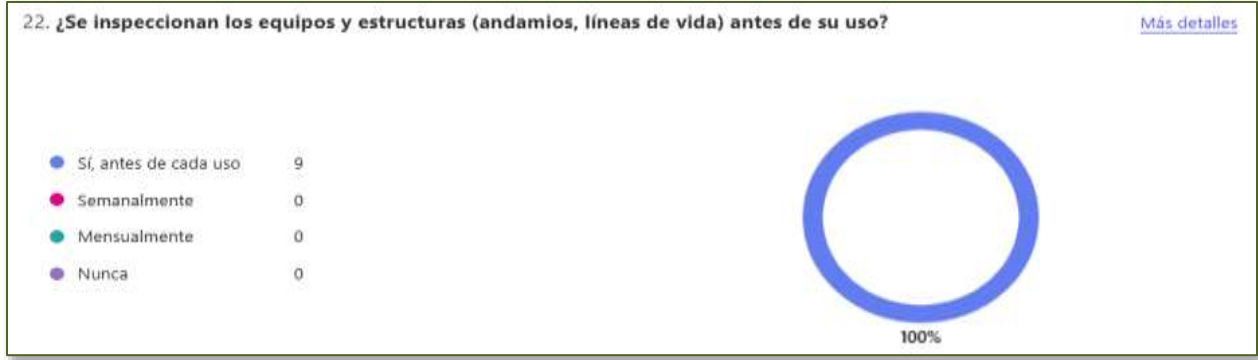 22. ¿Se inspeccionan los equipos y estructuras (andamios, líneas de vida) antes de su uso?
Más detalles
Sí, antes de cada uso 9
Semanalmente 0
Mensualmente 0
Nunca 0
100%